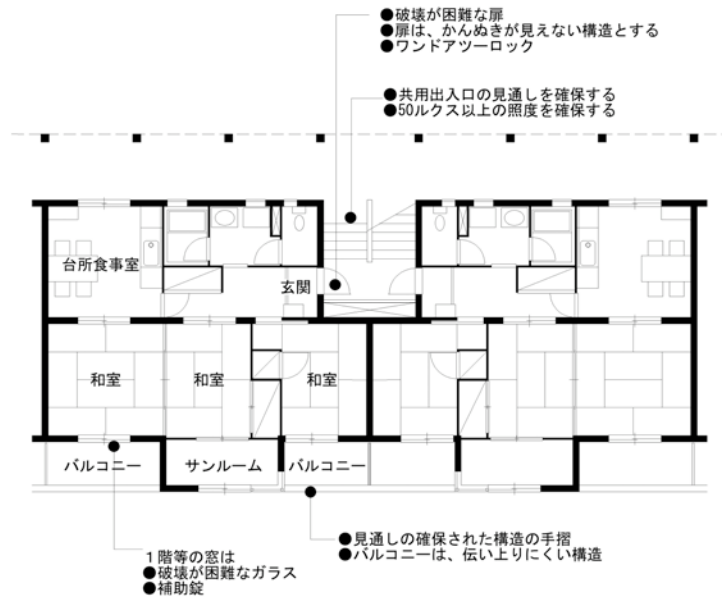 ●破壊が困難な扉
●扉は、かんぬきが見えない構造とする
●ワンドアツーロック
●共用出入口の見通しを確保する
●50ルクス以上の照度を確保する
台所食事室
玄関
和室
和室
和室
バルコニー
サンルーム
バルコニー
●見通しの確保された構造の手摺
●バルコニーは、伝い上りにくい構造
1階等の窓は
●破壊が困難なガラス
●補助錠